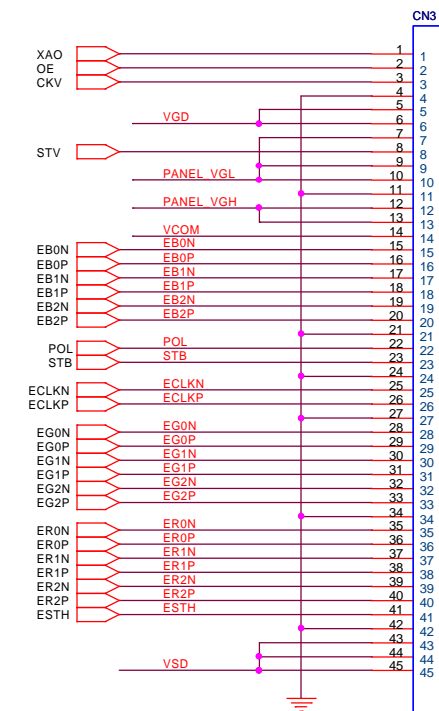 CN3
XAO 1 1
OE 2 2
CKV 3 3
4 4
5 5
VGD 6 6
7 7
STV 8 8
9 9
PANEL_VGL 10 10
11 11
PANEL_VGH 12 12
13 13
VCOM 14 14
EB0N EB0N 15 15
EB0P EB0P 16 16
EB1N EB1N 17 17
EB1P EB1P 18 18
EB2N EB2N 19 19
EB2P EB2P 20 20
21 21
POL POL 22 22
STB STB 23 23
24 24
ECLKN ECLKN 25 25
ECLKP ECLKP 26 26
27 27
EG0N EG0N 28 28
EG0P EG0P 29 29
EG1N EG1N 30 30
EG1P EG1P 31 31
EG2N EG2N 32 32
EG2P EG2P 33 33
34 34
ER0N ER0N 35 35
ER0P ER0P 36 36
ER1N ER1N 37 37
ER1P ER1P 38 38
ER2N ER2N 39 39
ER2P ER2P 40 40
ESTH ESTH 41 41
42 42
43 43
44 44
VSD 45 45